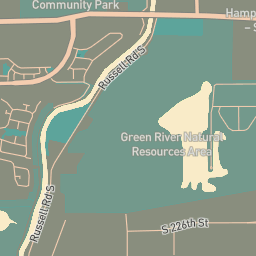 Community Park
Hamp
– S
Russell Rd S
Green River Natural
Resources Area
Russell Rd S
S 226th St